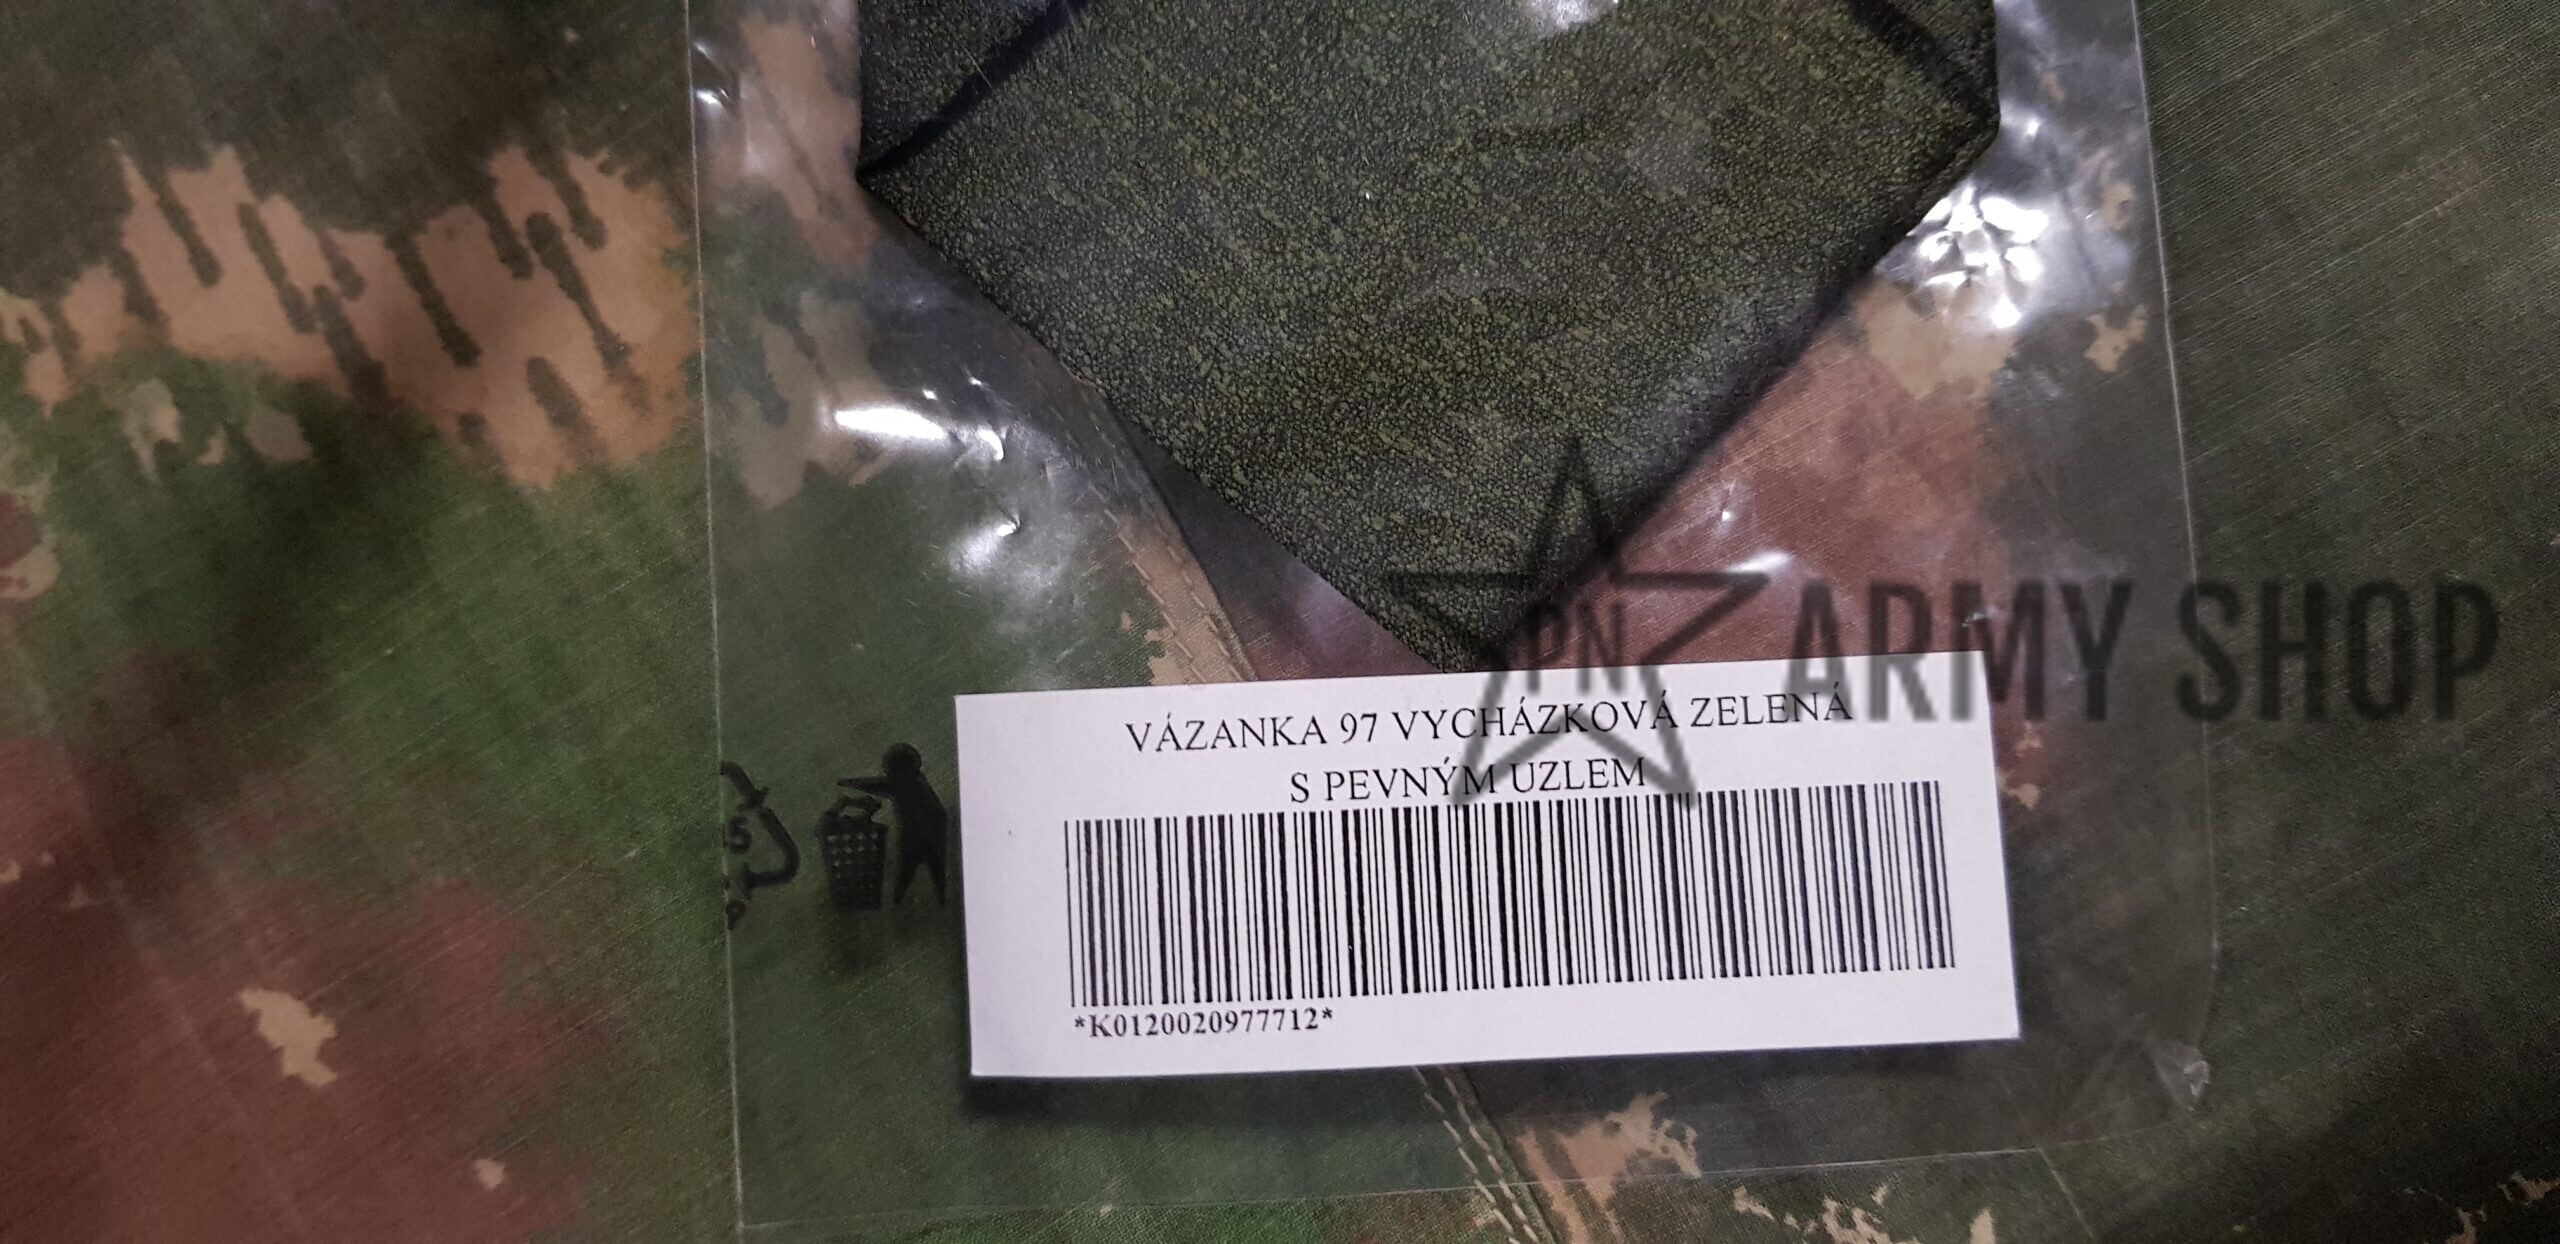 PN ARMY SHOP
VÁZANKA 97 VYCHÁZKOVÁ ZELENÁ
S PEVNÝM UZLEM
*K0120020977712*